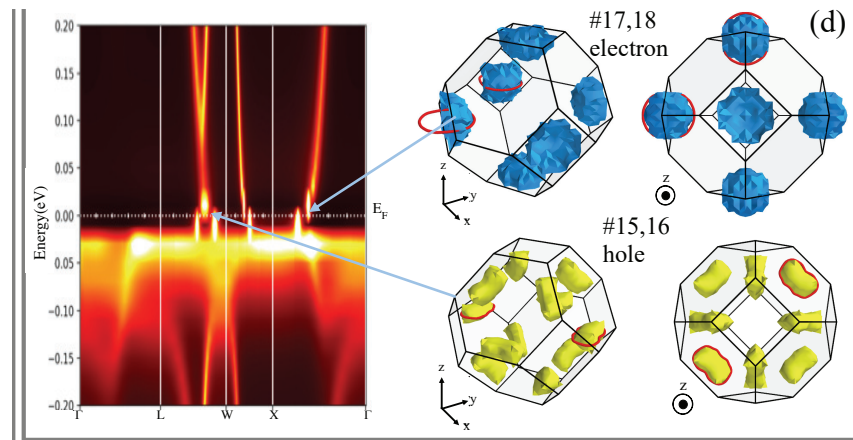 0.20
0.15
0.10
0.05
0.00
0.05
−0.10
−0.15
−0.20
Energy(eV)
Γ
L
W
X
Γ
E_F
#17,18
electron
(d)
z
y
x
z
#15,16
hole
z
y
x
z